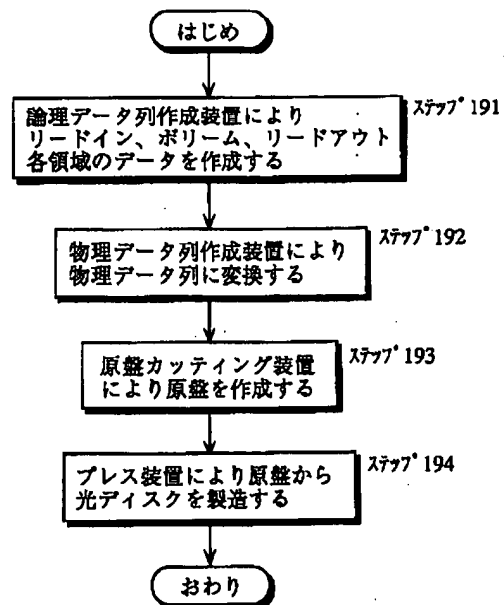 はじめ
ステップ191
論理データ列作成装置により
リードイン、ボリーム、リードアウト
各領域のデータを作成する
ステップ192
物理データ列作成装置により
物理データ列に変換する
ステップ193
原盤カッティング装置
により原盤を作成する
ステップ194
プレス装置により原盤から
光ディスクを製造する
おわり